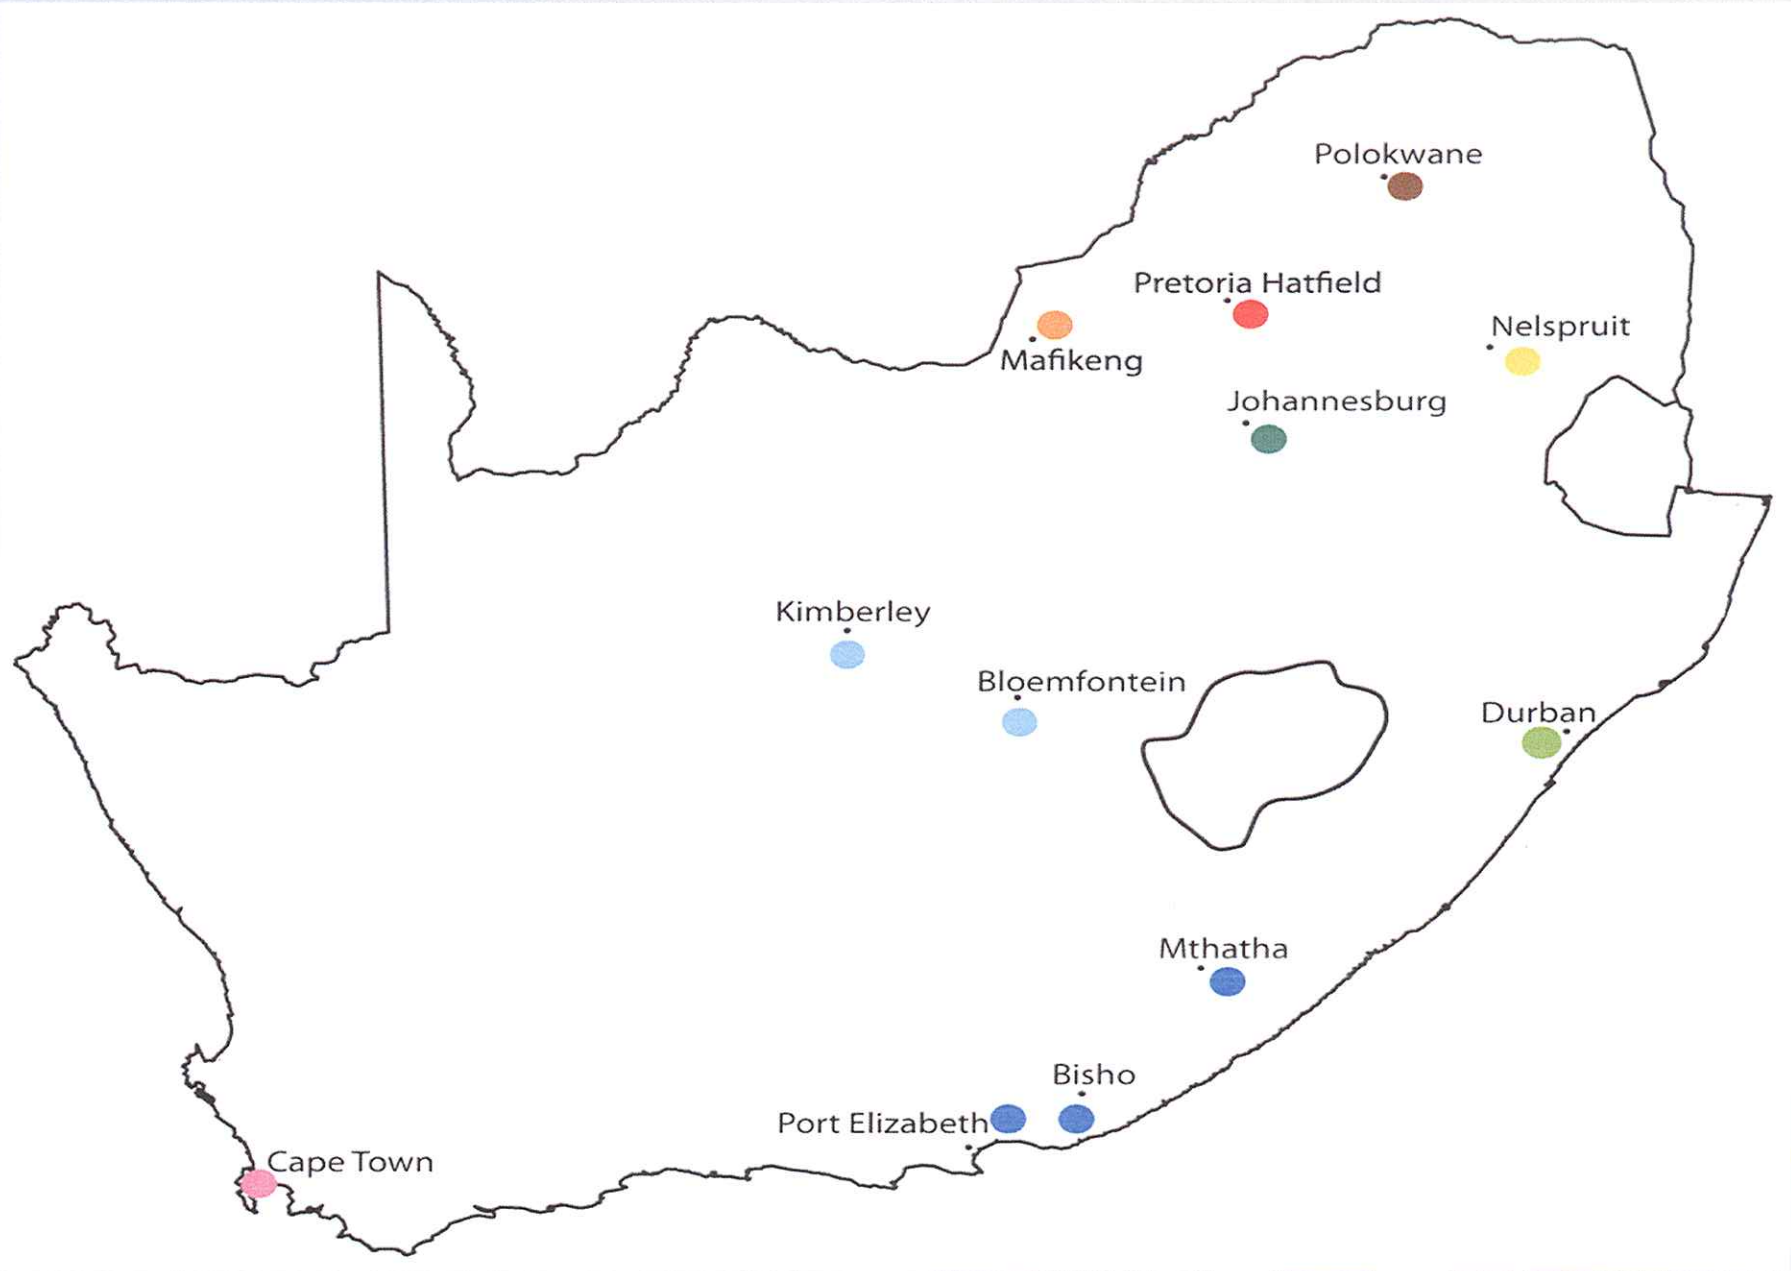 Polokwane
Pretoria Hatfield
Nelspruit
Mafikeng
Johannesburg
Kimberley
Bloemfontein
Durban
Mthatha
Bisho
Port Elizabeth
Cape Town